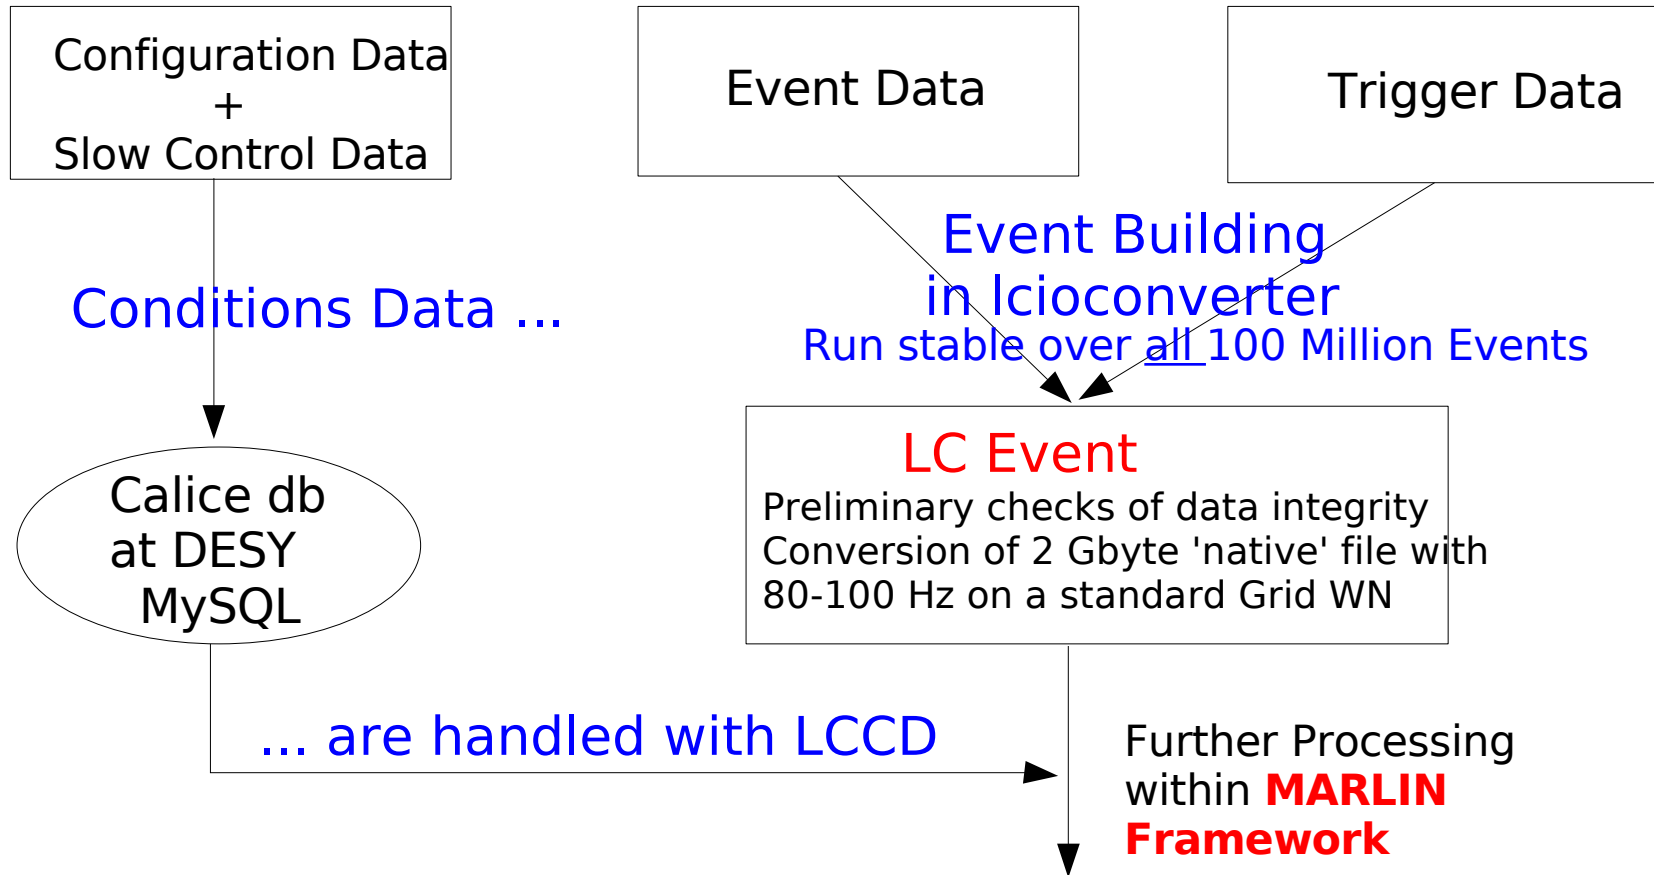 Configuration Data
+
Slow Control Data
Event Data
Trigger Data
Event Building
in lcioconverter
Run stable over all 100 Million Events
Conditions Data ...
LC Event
Preliminary checks of data integrity
Conversion of 2 Gbyte 'native' file with
80-100 Hz on a standard Grid WN
Calice db
at DESY
MySQL
... are handled with LCCD
Further Processing
within MARLIN
Framework